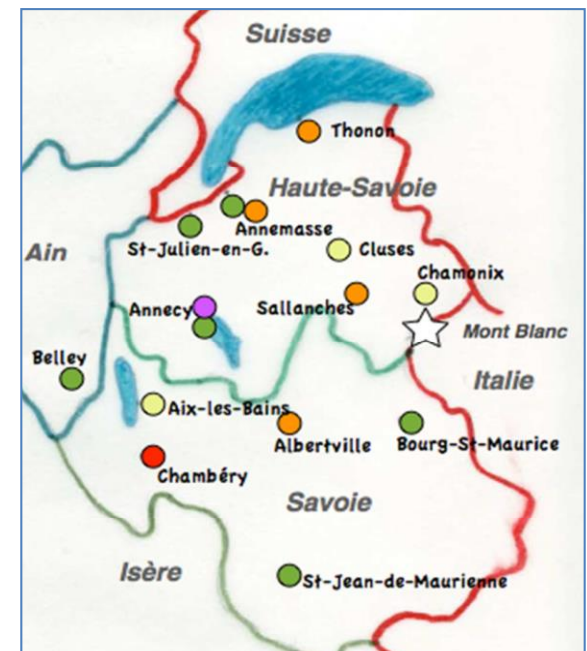 Suisse
Thonon
Haute-Savoie
Annemasse
St-Julien-en-G.
Cluses
Ain
Chamonix
Annecy
Sallanches
Mont Blanc
Belley
Italie
Aix-les-Bains
Albertville
Bourg-St-Maurice
Chambéry
Savoie
Isère
St-Jean-de-Maurienne